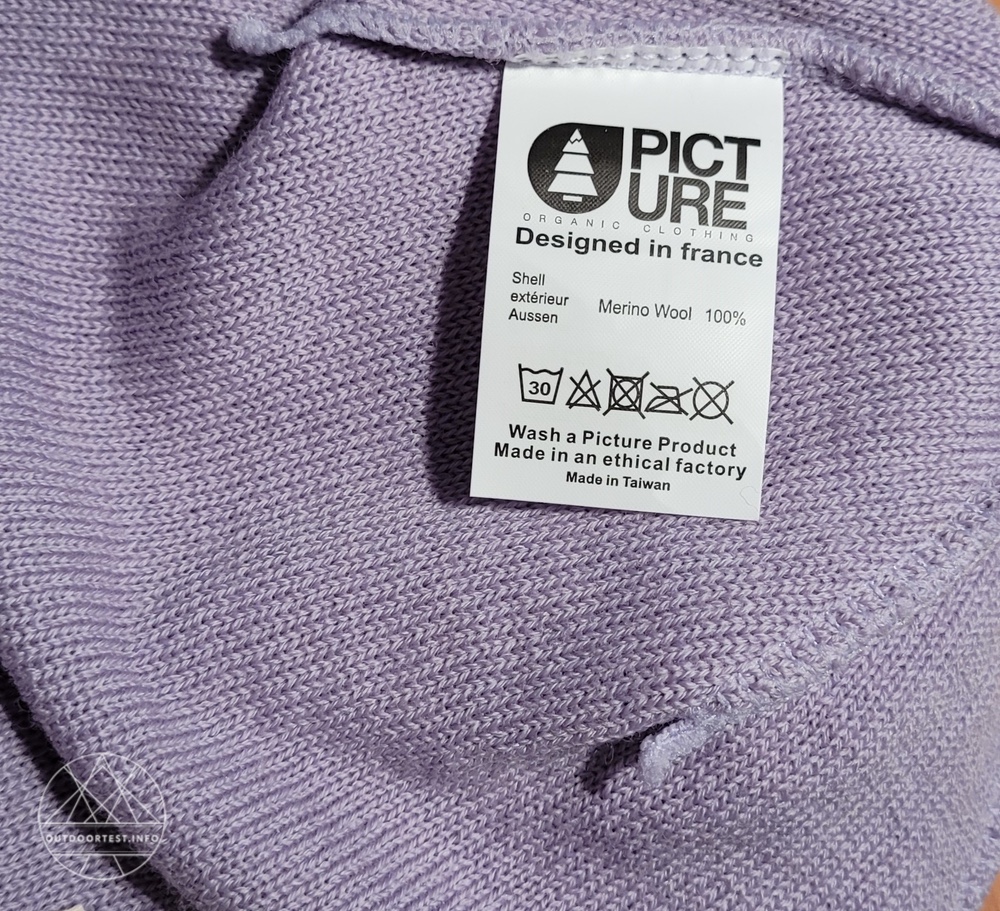 PICT
URE
ORGANIC CLOTHING
Designed in france
Shell
extérieur
Aussen
Merino Wool 100%
30
Wash a Picture Product
Made in an ethical factory
Made in Taiwan
OUTDOORTEST.INFO